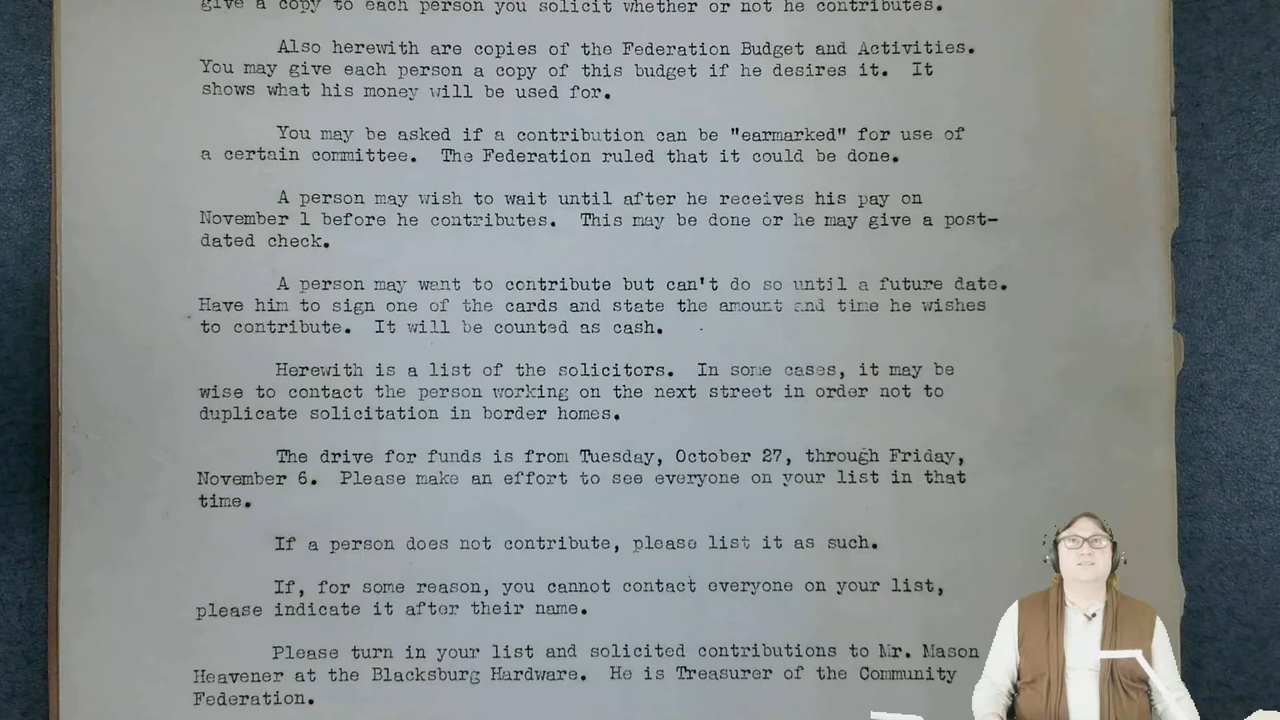 give a copy to each person you solicit whether or not he contributes.
Also herewith are copies of the Federation Budget and Activities.
You may give each person a copy of this budget if he desires it. It
shows what his money will be used for.
You may be asked if a contribution can be "earmarked" for use of
a certain committee. The Federation ruled that it could be done.
A person may wish to wait until after he receives his pay on
November 1 before he contributes. This may be done or he may give a post-
dated check.
A person may want to contribute but can't do so until a future date.
Have him to sign one of the cards and state the amount and time he wishes
to contribute. It will be counted as cash.
Herewith is a list of the solicitors. In some cases, it may be
wise to contact the person working on the next street in order not to
duplicate solicitation in border homes.
The drive for funds is from Tuesday, October 27, through Friday,
November 6. Please make an effort to see everyone on your list in that
time.
If a person does not contribute, please list it as such.
If, for some reason, you cannot contact everyone on your list,
please indicate it after their name.
Please turn in your list and solicited contributions to Mr. Mason
Heavener at the Blacksburg Hardware. He is Treasurer of the Community
Federation.